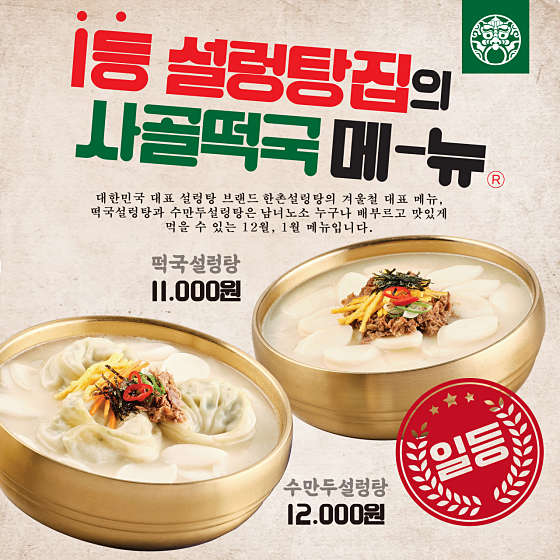 1등 설렁탕집의
사골떡국 메-뉴
®
대한민국 대표 설렁탕 브랜드 한촌설렁탕의 겨울철 대표 메뉴,
떡국설렁탕과 수만두설렁탕은 남녀노소 누구나 배부르고 맛있게
먹을 수 있는 12월, 1월 메뉴입니다.
떡국설렁탕
11.000원
일등
수만두설렁탕
12.000원